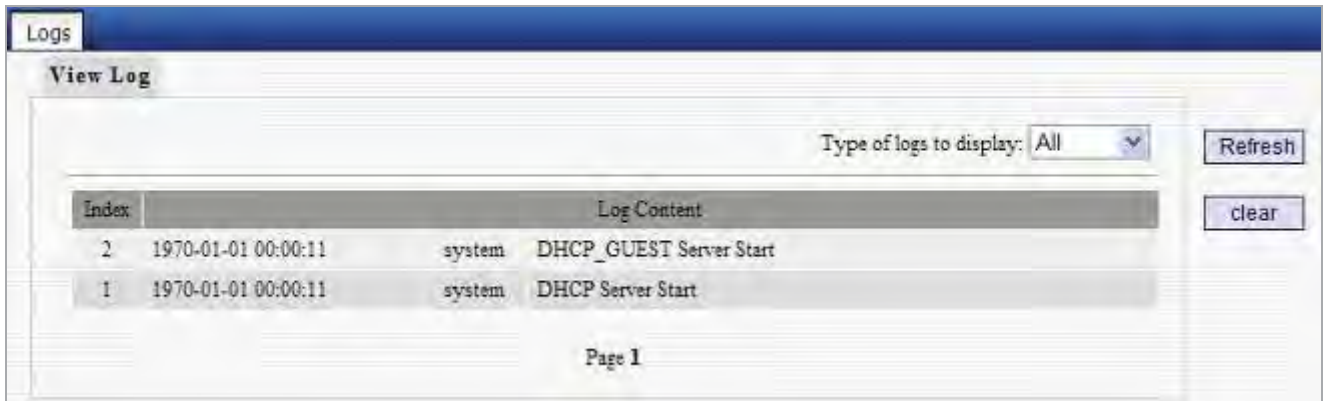 Logs
View Log
Type of logs to display: All
Refresh
clear
Index Log Content
2 1970-01-01 00:00:11 system DHCP_GUEST Server Start
1 1970-01-01 00:00:11 system DHCP Server Start
Page 1